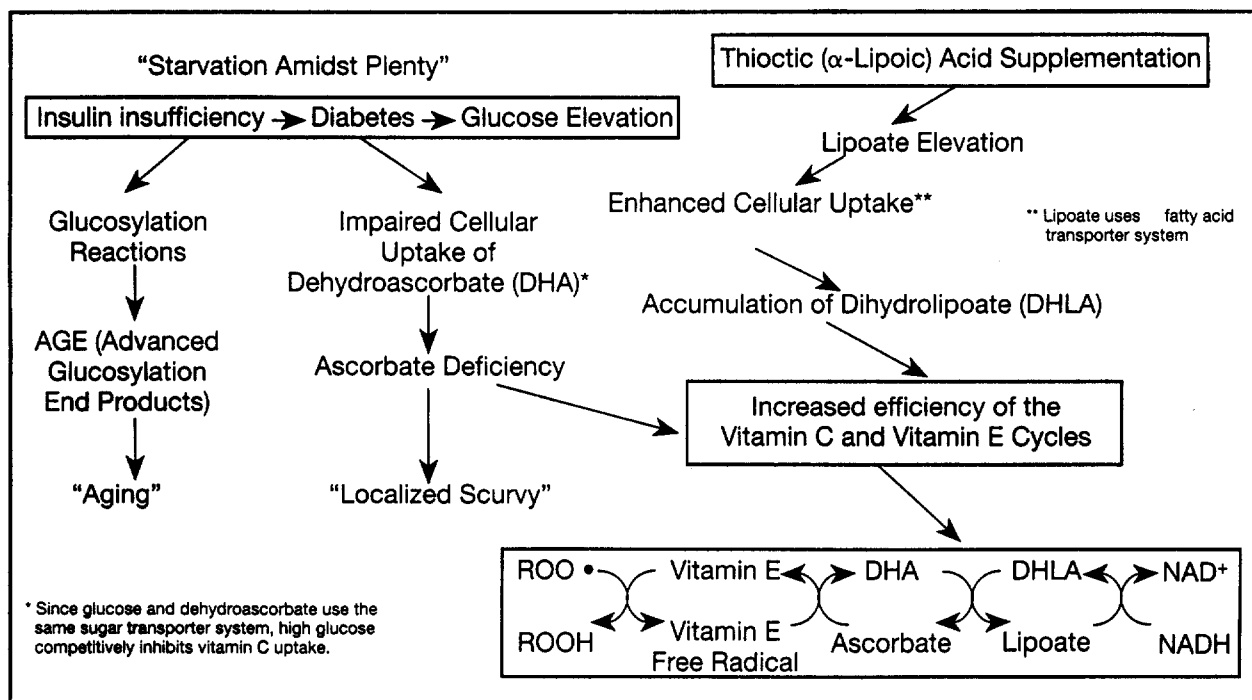 "Starvation Amidst Plenty"
Insulin insufficiency → Diabetes → Glucose Elevation
Glucosylation
Reactions
AGE (Advanced
Glucosylation
End Products)
"Aging"
Impaired Cellular
Uptake of
Dehydroascorbate (DHA)*
Ascorbate Deficiency
"Localized Scurvy"
Thioctic (α-Lipoic) Acid Supplementation
Lipoate Elevation
Enhanced Cellular Uptake**
** Lipoate uses fatty acid
transporter system
Accumulation of Dihydrolipoate (DHLA)
Increased efficiency of the
Vitamin C and Vitamin E Cycles
ROO • Vitamin E DHA DHLA NAD+
ROOH Vitamin E Ascorbate Lipoate NADH
Free Radical
* Since glucose and dehydroascorbate use the
same sugar transporter system, high glucose
competitively inhibits vitamin C uptake.